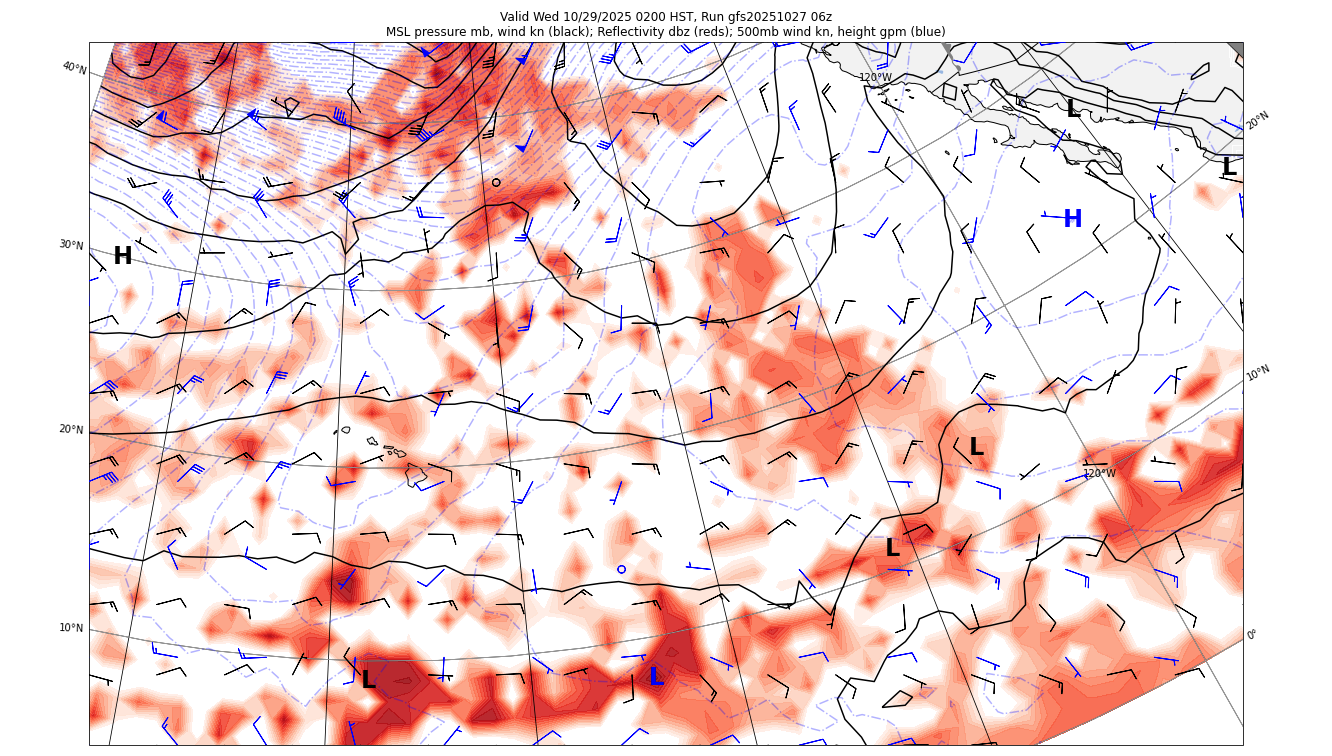 Valid Wed 10/29/2025 0200 HST, Run gfs20251027 06z
MSL pressure mb, wind kn (black); Reflectivity dbz (reds); 500mb wind kn, height gpm (blue)
40°N
120°W
L
20°N
L
H
30°N
H
10°N
20°N
L
120°W
L
10°N
0°
L
L